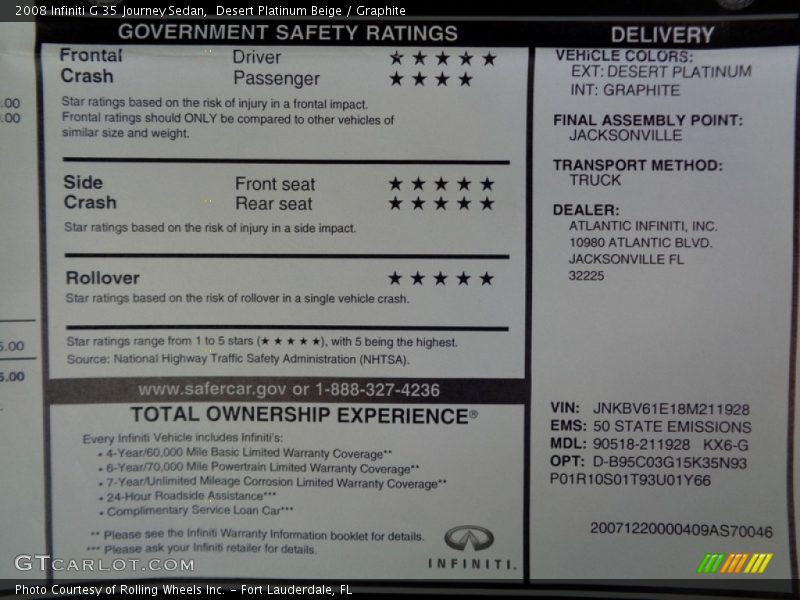 2008 Infiniti G 35 Journey Sedan,  Desert Platinum Beige / Graphite
GOVERNMENT SAFETY RATINGS
Frontal Driver ★ ★ ★ ★ ★
Crash Passenger ★ ★ ★ ★
Star ratings based on the risk of injury in a frontal impact.
Frontal ratings should ONLY be compared to other vehicles of
similar size and weight.
Side Front seat ★ ★ ★ ★ ★
Crash Rear seat ★ ★ ★ ★ ★
Star ratings based on the risk of injury in a side impact.
Rollover ★ ★ ★ ★ ★
Star ratings based on the risk of rollover in a single vehicle crash.
Star ratings range from 1 to 5 stars (★ ★ ★ ★ ★), with 5 being the highest.
Source: National Highway Traffic Safety Administration (NHTSA).
www.safercar.gov or 1-888-327-4236
TOTAL OWNERSHIP EXPERIENCE®
Every Infiniti Vehicle includes Infiniti's:
• 4-Year/60,000 Mile Basic Limited Warranty Coverage**
• 6-Year/70,000 Mile Powertrain Limited Warranty Coverage**
• 7-Year/Unlimited Mileage Corrosion Limited Warranty Coverage**
• 24-Hour Roadside Assistance***
• Complimentary Service Loan Car***
** Please see the Infiniti Warranty Information booklet for details.
*** Please ask your Infiniti retailer for details.
INFINITI.
DELIVERY
VEHICLE COLORS:
EXT: DESERT PLATINUM
INT: GRAPHITE
FINAL ASSEMBLY POINT:
JACKSONVILLE
TRANSPORT METHOD:
TRUCK
DEALER:
ATLANTIC INFINITI, INC.
10980 ATLANTIC BLVD.
JACKSONVILLE FL
32225
VIN: JNKBV61E18M211928
EMS: 50 STATE EMISSIONS
MDL: 90518-211928 KX6-G
OPT: D-B95C03G15K35N93
P01R10S01T93U01Y66
20071220000409AS70046
.00
.00
5.00
5.00
GTCARLOT.COM
Photo Courtesy of Rolling Wheels Inc. – Fort Lauderdale, FL